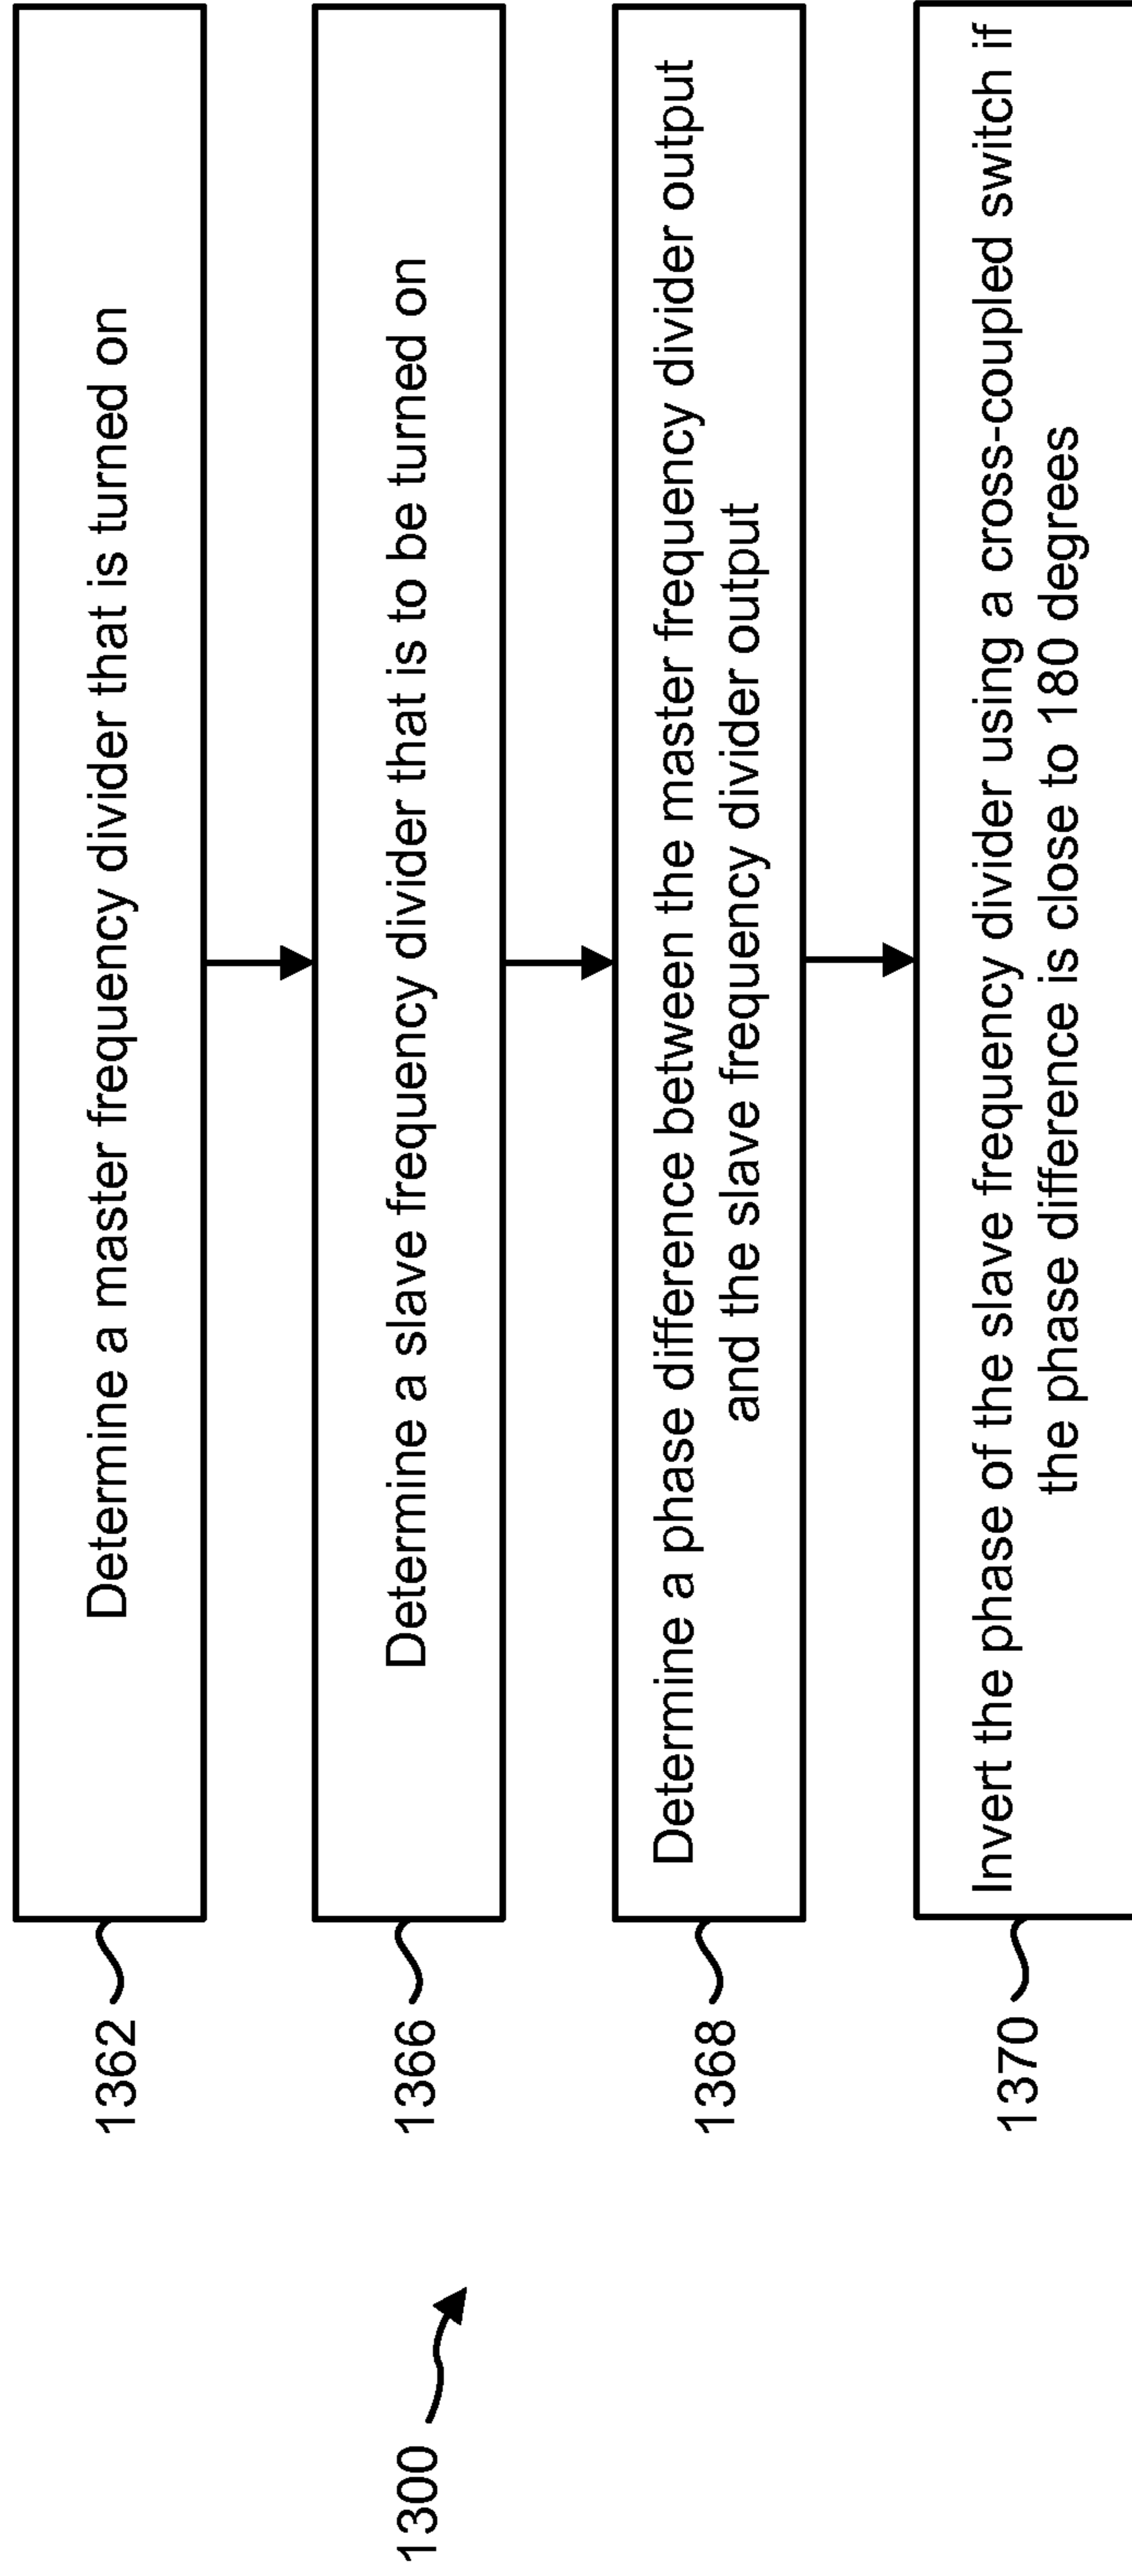 1300
1362
Determine a master frequency divider that is turned on
1366
Determine a slave frequency divider that is to be turned on
1368
Determine a phase difference between the master frequency divider output
and the slave frequency divider output
1370
Invert the phase of the slave frequency divider using a cross-coupled switch if
the phase difference is close to 180 degrees